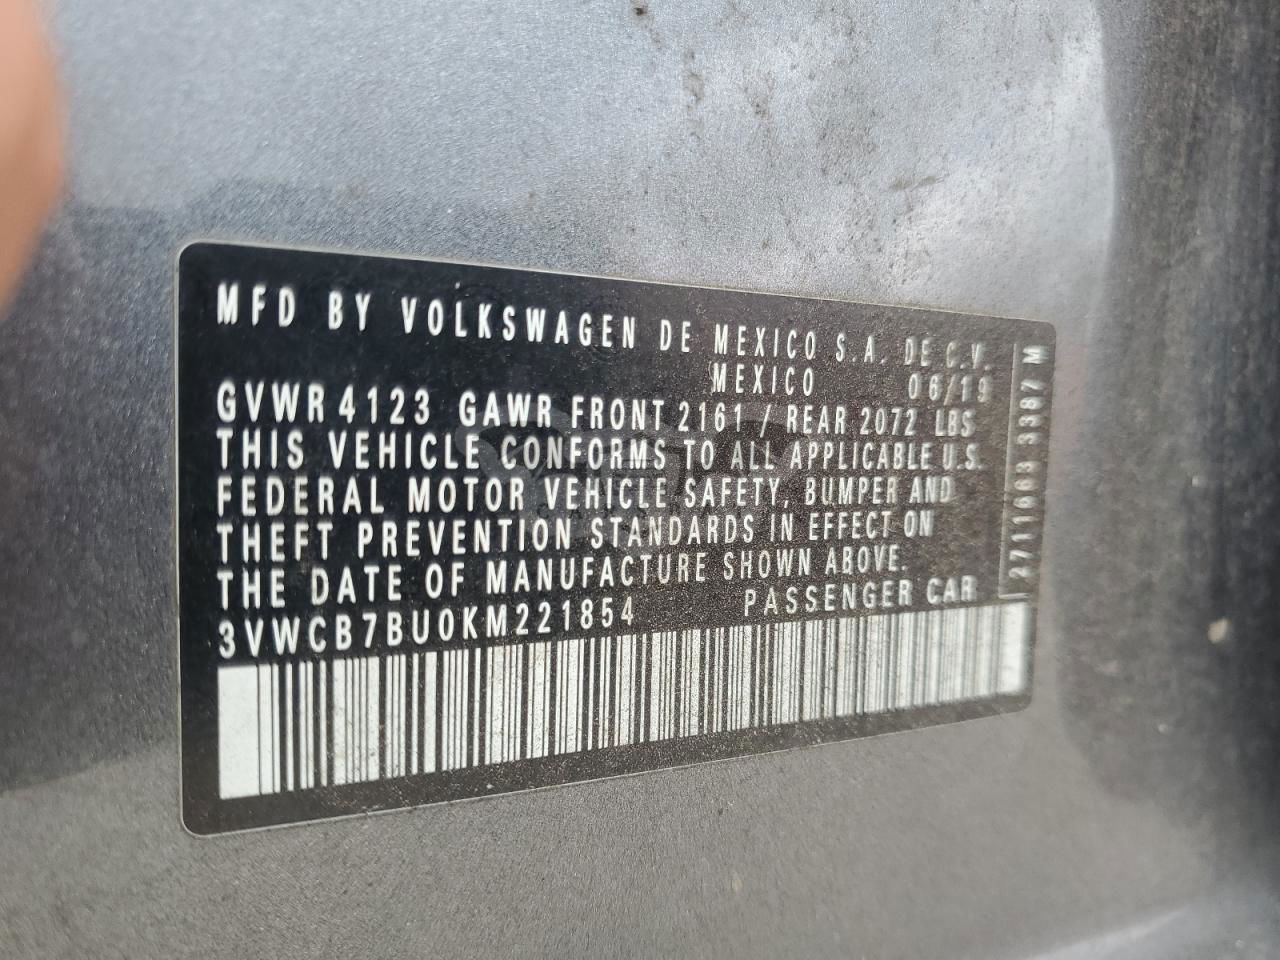 MFD BY VOLKSWAGEN DE MEXICO S.A. DE C.V.
MEXICO 06/19
GVWR 4123 GAWR FRONT 2161 / REAR 2072 LBS
THIS VEHICLE CONFORMS TO ALL APPLICABLE U.S.
FEDERAL MOTOR VEHICLE SAFETY, BUMPER AND
THEFT PREVENTION STANDARDS IN EFFECT ON
THE DATE OF MANUFACTURE SHOWN ABOVE.
3VWCB7BU0KM221854 PASSENGER CAR
2711663 3387 M